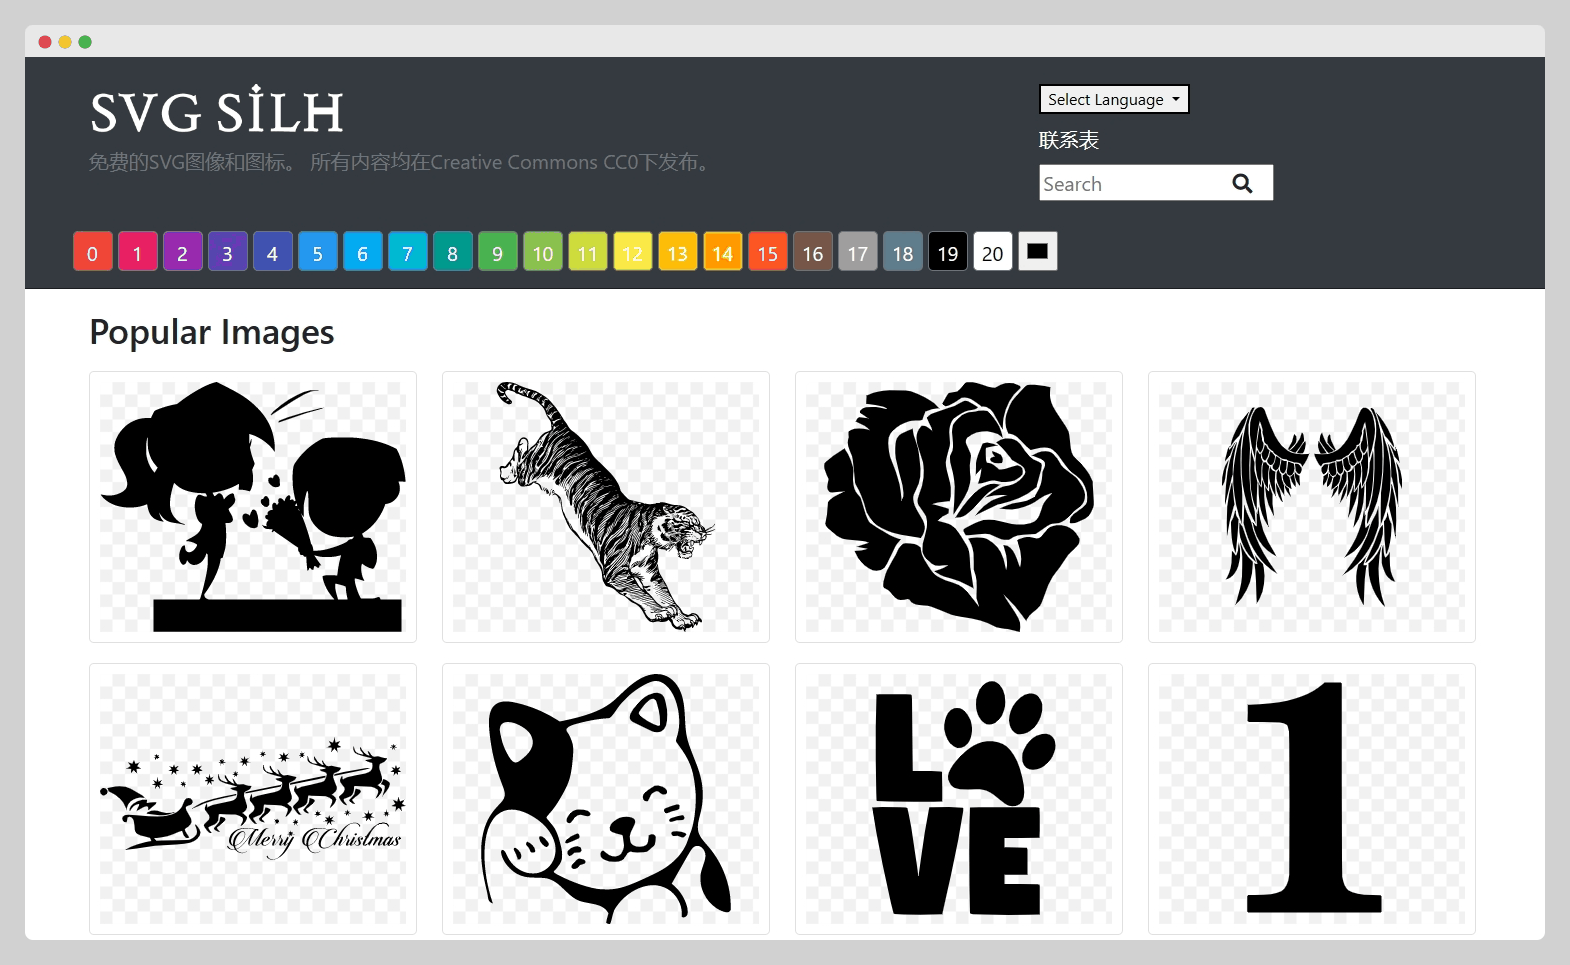 SVG SILH
免费的SVG图像和图标。 所有内容均在Creative Commons CC0下发布。
Select Language
联系表
Search
0 1 2 3 4 5 6 7 8 9 10 11 12 13 14 15 16 17 18 19 20
Popular Images
Merry Christmas
L
VE
1